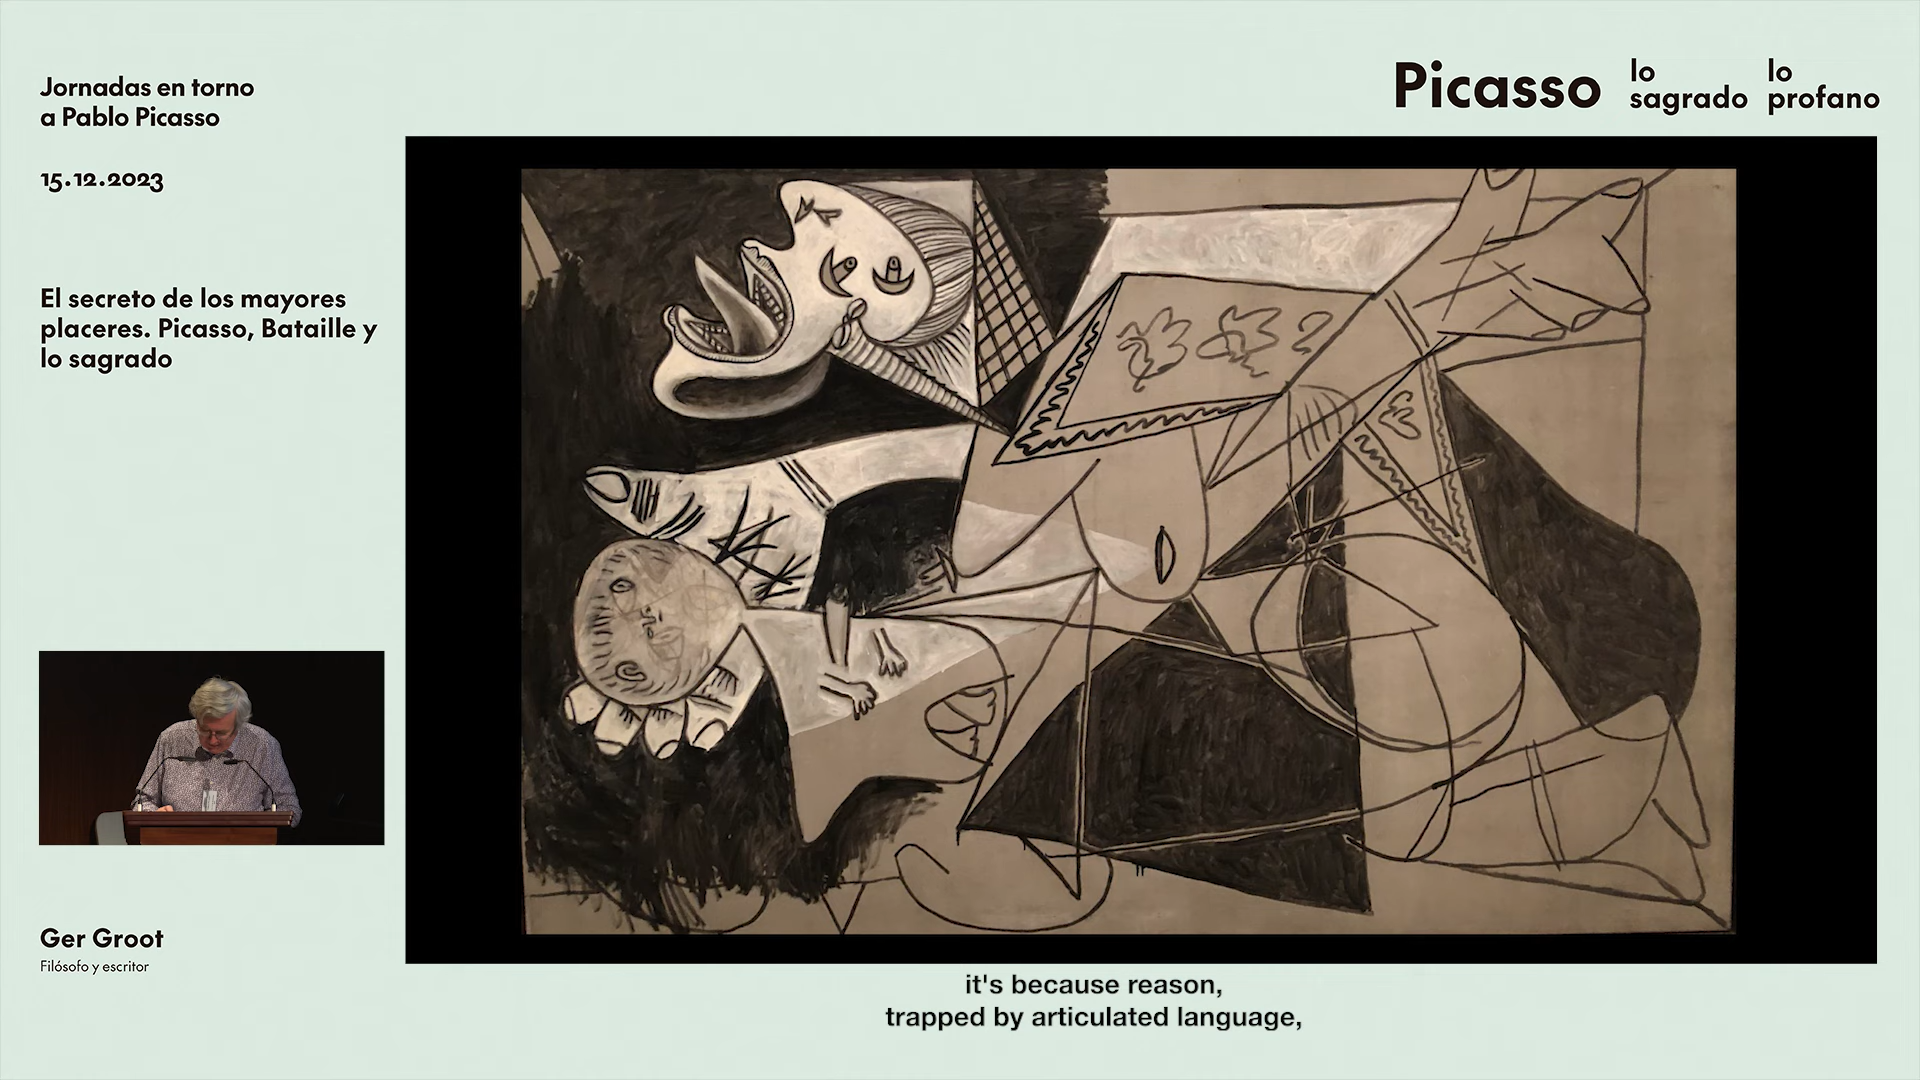 Jornadas en torno
a Pablo Picasso
15.12.2023
Picasso lo sagrado lo profano
El secreto de los mayores
placeres. Picasso, Bataille y
lo sagrado
Ger Groot
Filósofo y escritor
it's because reason,
trapped by articulated language,